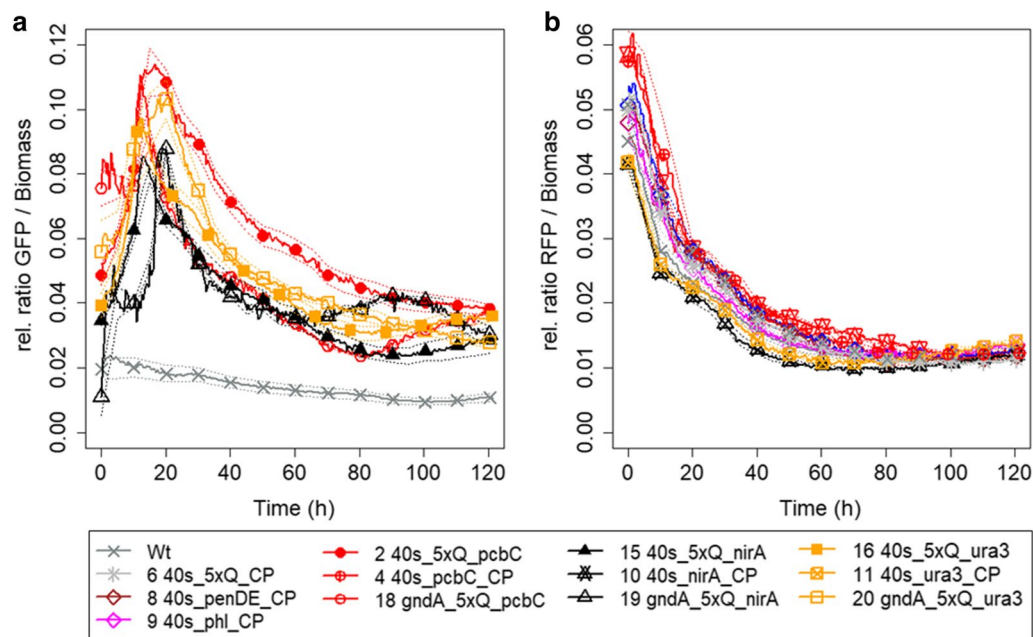 a
b
rel. ratio GFP / Biomass
0.00 0.02 0.04 0.06 0.08 0.10 0.12
0 20 40 60 80 100 120
Time (h)
rel. ratio RFP / Biomass
0.00 0.01 0.02 0.03 0.04 0.05 0.06
0 20 40 60 80 100 120
Time (h)
Wt
6 40s_5xQ_CP
8 40s_penDE_CP
9 40s_phl_CP
2 40s_5xQ_pcbC
4 40s_pcbC_CP
18 gndA_5xQ_pcbC
15 40s_5xQ_nirA
10 40s_nirA_CP
19 gndA_5xQ_nirA
16 40s_5xQ_ura3
11 40s_ura3_CP
20 gndA_5xQ_ura3